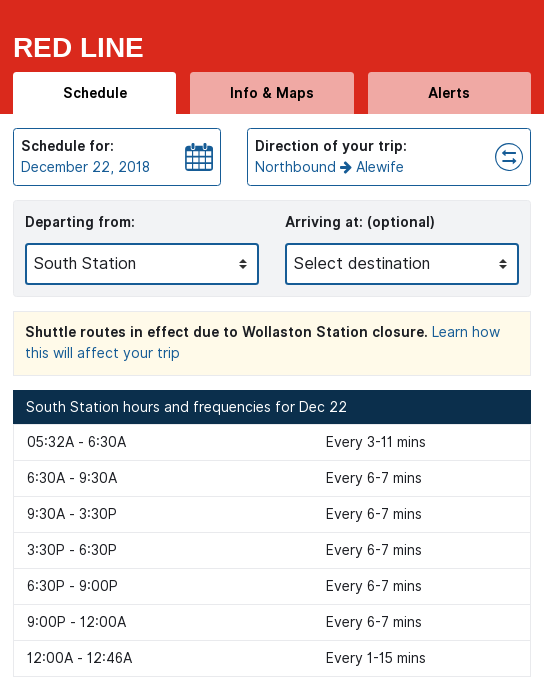 RED LINE
Schedule
Info & Maps
Alerts
Schedule for:
December 22, 2018
Direction of your trip:
Northbound → Alewife
Departing from:
South Station
Arriving at: (optional)
Select destination
Shuttle routes in effect due to Wollaston Station closure. Learn how
this will affect your trip
South Station hours and frequencies for Dec 22
05:32A - 6:30A Every 3-11 mins
6:30A - 9:30A Every 6-7 mins
9:30A - 3:30P Every 6-7 mins
3:30P - 6:30P Every 6-7 mins
6:30P - 9:00P Every 6-7 mins
9:00P - 12:00A Every 6-7 mins
12:00A - 12:46A Every 1-15 mins